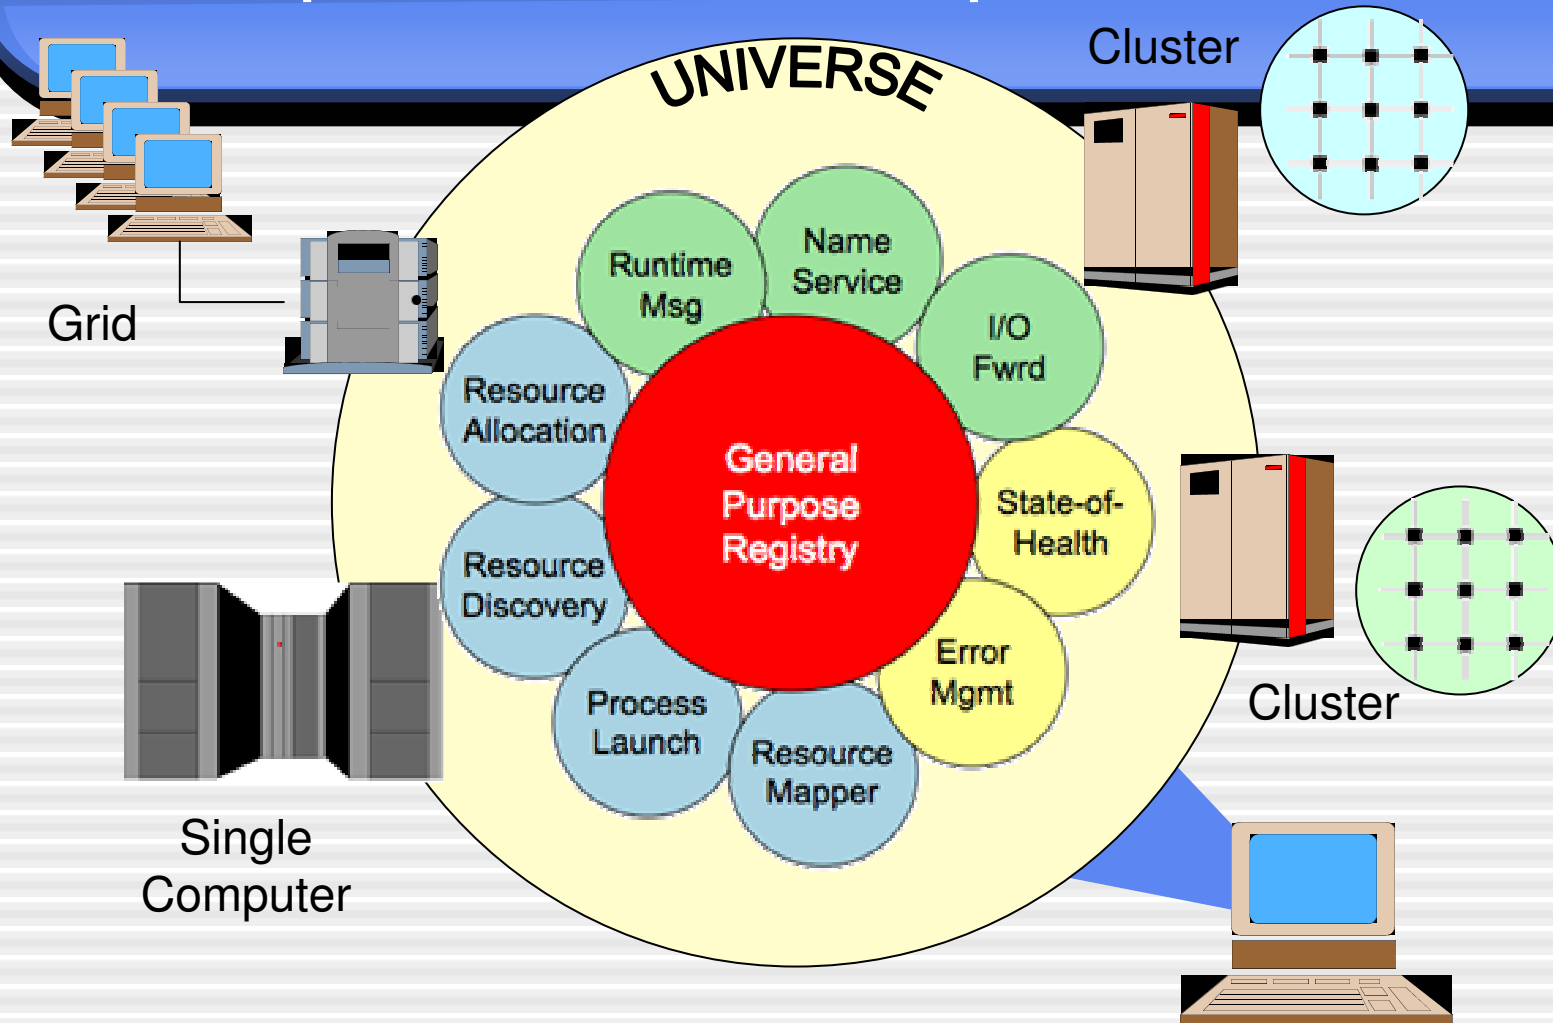 UNIVERSE
Cluster
Name
Service
Runtime
Msg
I/O
Fwrd
Grid
Resource
Allocation
General
Purpose
Registry
State-of-
Health
Resource
Discovery
Error
Mgmt
Process
Launch
Cluster
Resource
Mapper
Single
Computer